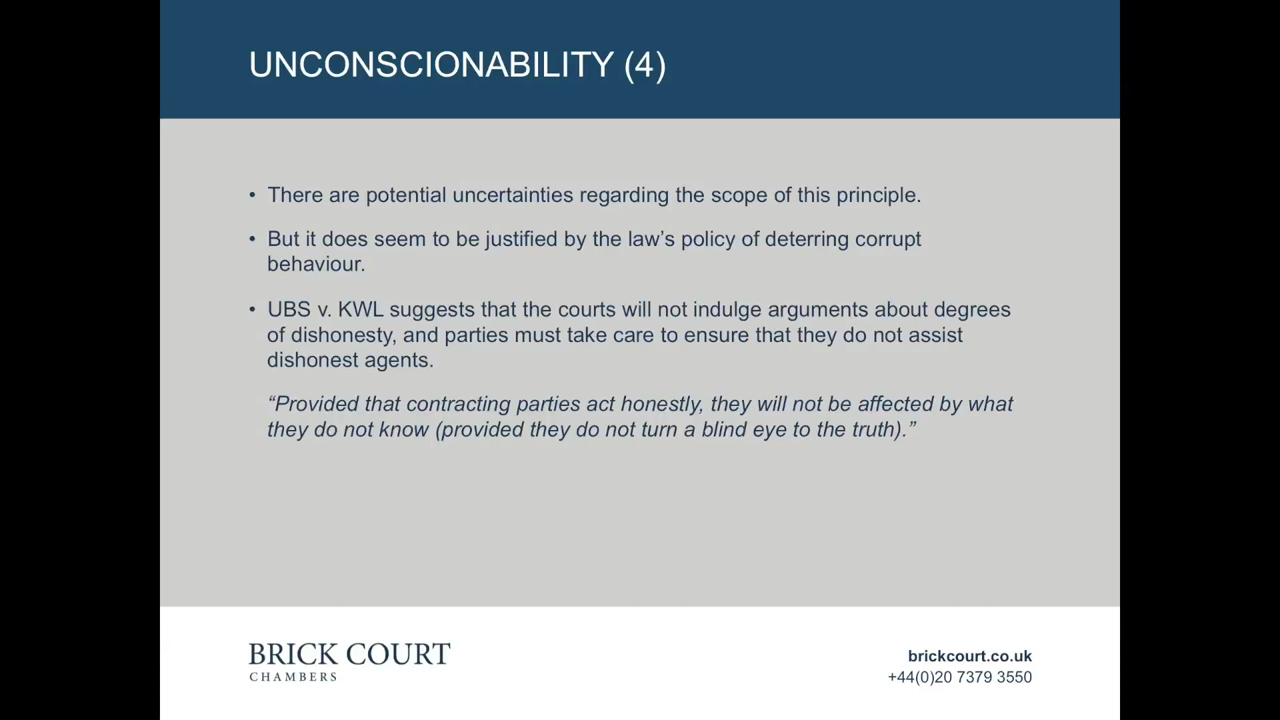 UNCONSCIONABILITY (4)
• There are potential uncertainties regarding the scope of this principle.
• But it does seem to be justified by the law’s policy of deterring corrupt
behaviour.
• UBS v. KWL suggests that the courts will not indulge arguments about degrees
of dishonesty, and parties must take care to ensure that they do not assist
dishonest agents.
“Provided that contracting parties act honestly, they will not be affected by what
they do not know (provided they do not turn a blind eye to the truth).”
BRICK COURT
CHAMBERS
brickcourt.co.uk
+44(0)20 7379 3550